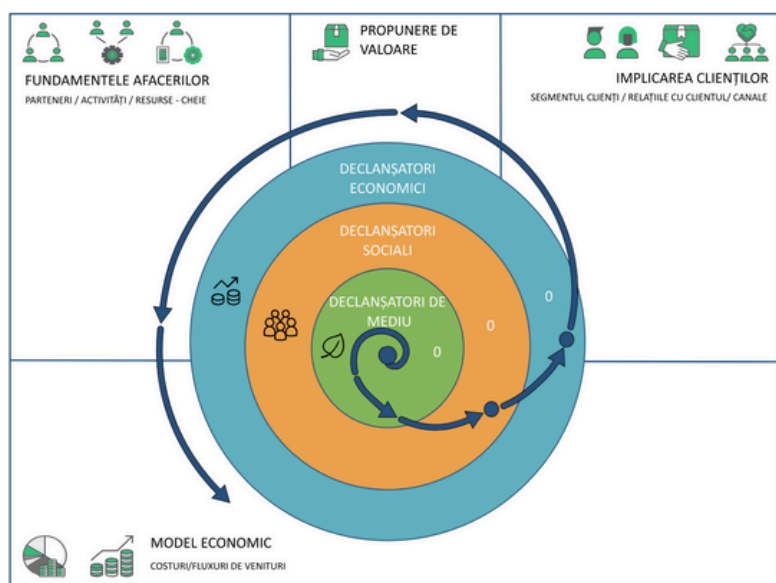 FUNDAMENTELE AFACERILOR
PARTENERI / ACTIVITĂȚI / RESURSE - CHEIE
PROPUNERE DE
VALOARE
IMPLICAREA CLIENȚILOR
SEGMENTUL CLIENȚI / RELAȚIILE CU CLIENTUL/ CANALE
DECLANȘATORI
ECONOMICI
DECLANȘATORI
SOCIALI
DECLANȘATORI DE
MEDIU
0
0
0
MODEL ECONOMIC
COSTURI/FLUXURI DE VENITURI